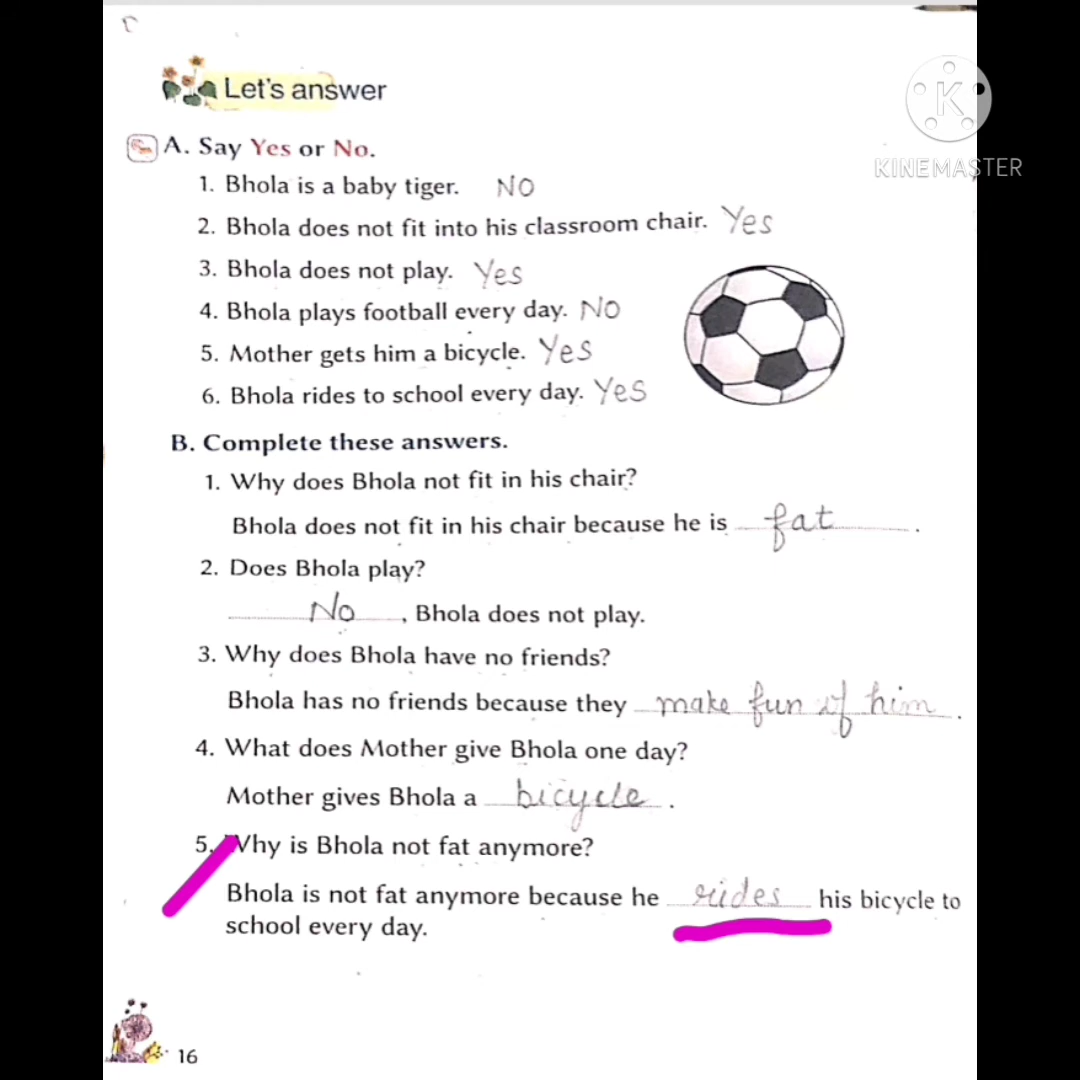 Let's answer
K
KINEMASTER
A. Say Yes or No.
1. Bhola is a baby tiger. NO
2. Bhola does not fit into his classroom chair. Yes
3. Bhola does not play. Yes
4. Bhola plays football every day. NO
5. Mother gets him a bicycle. Yes
6. Bhola rides to school every day. Yes
B. Complete these answers.
1. Why does Bhola not fit in his chair?
Bhola does not fit in his chair because he is fat .
2. Does Bhola play?
No , Bhola does not play.
3. Why does Bhola have no friends?
Bhola has no friends because they make fun of him .
4. What does Mother give Bhola one day?
Mother gives Bhola a bicycle .
5. Why is Bhola not fat anymore?
Bhola is not fat anymore because he rides his bicycle to
school every day.
16